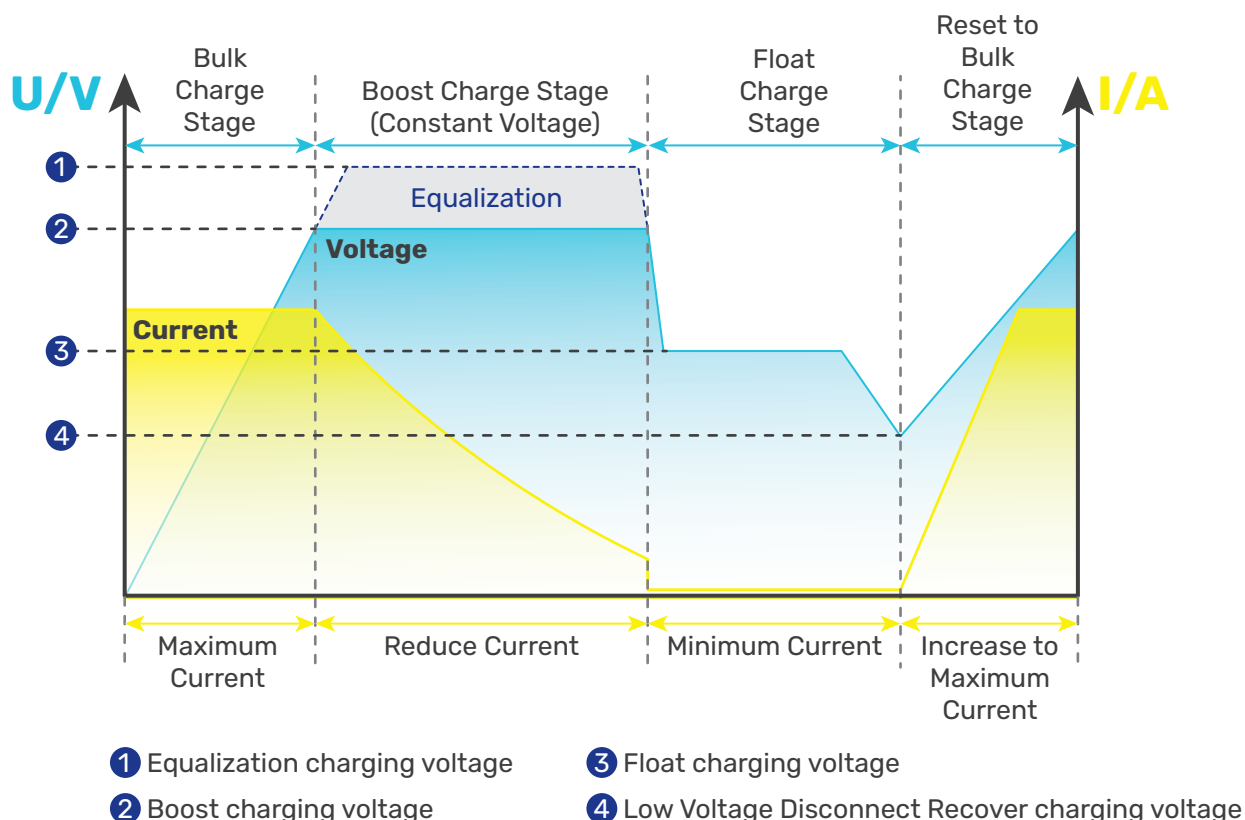 U/V
Bulk
Charge
Stage
Boost Charge Stage
(Constant Voltage)
Float
Charge
Stage
Reset to
Bulk
Charge
Stage
I/A
1
Equalization
2
Voltage
Current
3
4
Maximum
Current
Reduce Current
Minimum Current
Increase to
Maximum
Current
1 Equalization charging voltage
2 Boost charging voltage
3 Float charging voltage
4 Low Voltage Disconnect Recover charging voltage